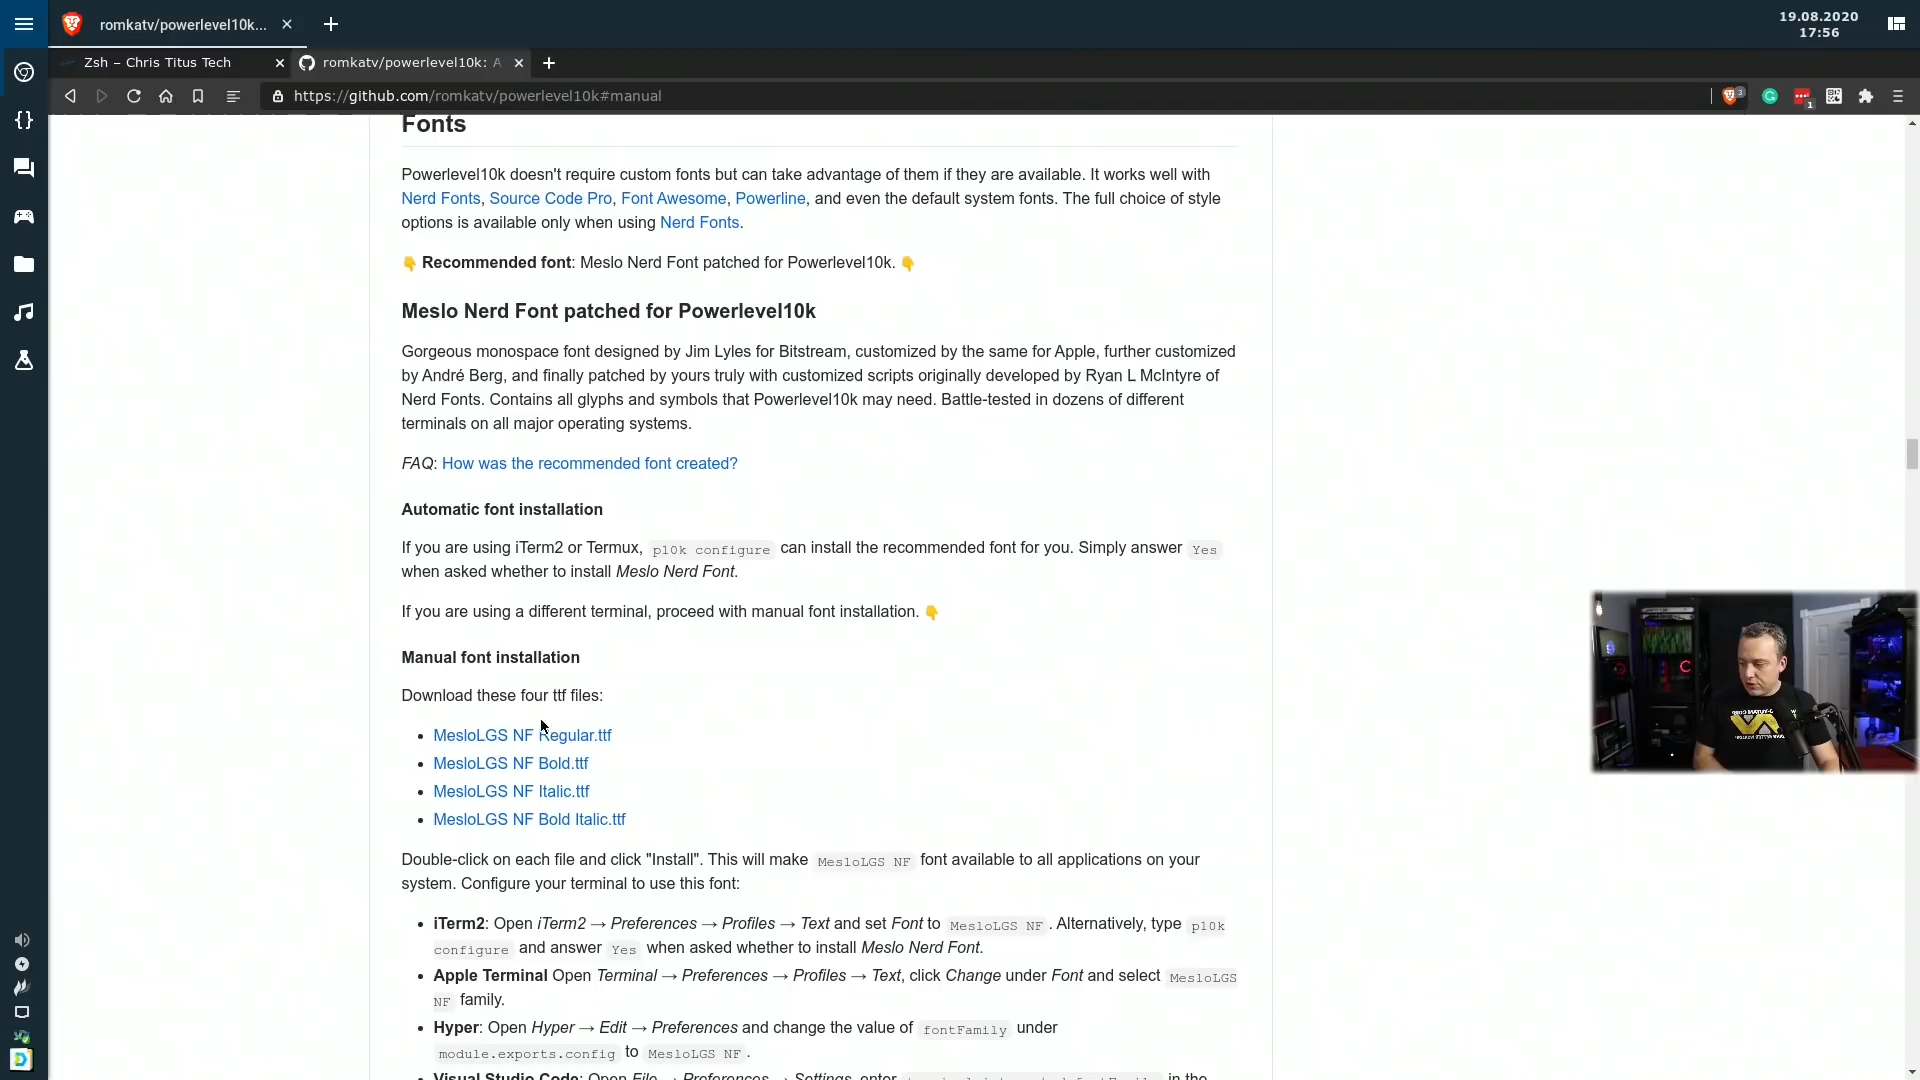 romkatv/powerlevel10k...
19.08.2020
17:56
Zsh – Chris Titus Tech
romkatv/powerlevel10k: A
https://github.com/romkatv/powerlevel10k#manual
3
1
Fonts
Powerlevel10k doesn't require custom fonts but can take advantage of them if they are available. It works well with
Nerd Fonts, Source Code Pro, Font Awesome, Powerline, and even the default system fonts. The full choice of style
options is available only when using Nerd Fonts.
👇 Recommended font: Meslo Nerd Font patched for Powerlevel10k. 👇
Meslo Nerd Font patched for Powerlevel10k
Gorgeous monospace font designed by Jim Lyles for Bitstream, customized by the same for Apple, further customized
by André Berg, and finally patched by yours truly with customized scripts originally developed by Ryan L McIntyre of
Nerd Fonts. Contains all glyphs and symbols that Powerlevel10k may need. Battle-tested in dozens of different
terminals on all major operating systems.
FAQ: How was the recommended font created?
Automatic font installation
If you are using iTerm2 or Termux, p10k configure can install the recommended font for you. Simply answer Yes
when asked whether to install Meslo Nerd Font.
If you are using a different terminal, proceed with manual font installation. 👇
Manual font installation
Download these four ttf files:
• MesloLGS NF Regular.ttf
• MesloLGS NF Bold.ttf
• MesloLGS NF Italic.ttf
• MesloLGS NF Bold Italic.ttf
Double-click on each file and click "Install". This will make MesloLGS NF font available to all applications on your
system. Configure your terminal to use this font:
• iTerm2: Open iTerm2 → Preferences → Profiles → Text and set Font to MesloLGS NF. Alternatively, type p10k
configure and answer Yes when asked whether to install Meslo Nerd Font.
• Apple Terminal Open Terminal → Preferences → Profiles → Text, click Change under Font and select MesloLGS
NF family.
• Hyper: Open Hyper → Edit → Preferences and change the value of fontFamily under
module.exports.config to MesloLGS NF.
• Visual Studio Code: Open File → Preferences → Settings, enter in the